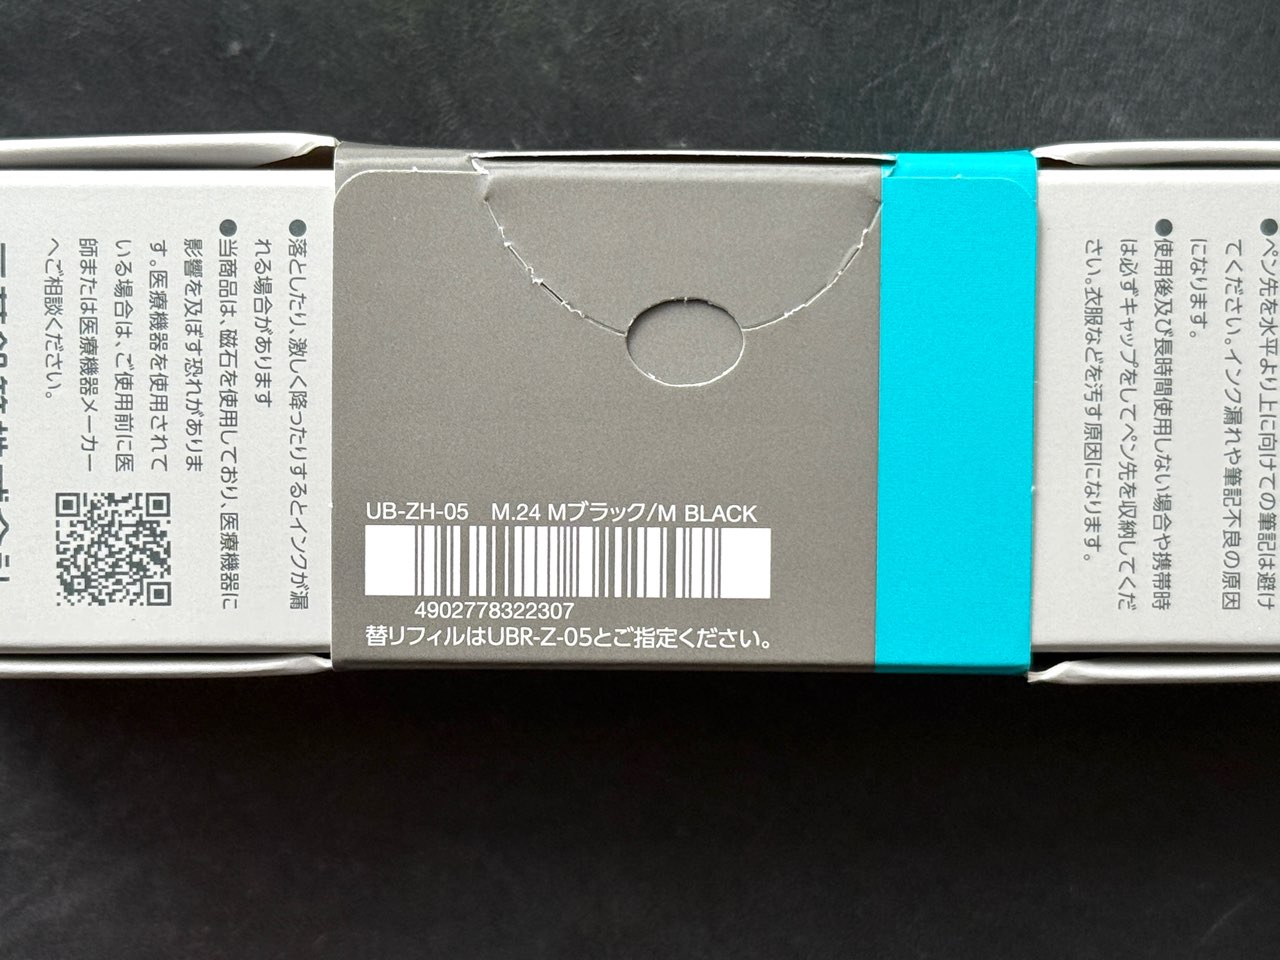 ●ペン先を水平より上に向けての筆記は避け
てください。インク漏れや筆記不良の原因
になります。
●使用後及び長時間使用しない場合や携帯時
は必ずキャップをしてペン先を収納してくだ
さい。衣服などを汚す原因になります。
UB-ZH-05 M.24 Mブラック/M BLACK
4902778322307
替リフィルはUBR-Z-05とご指定ください。
●落としたり、激しく降ったりするとインクが漏
れる場合があります
●当商品は、磁石を使用しており、医療機器に
影響を及ぼす恐れがありま
す。医療機器を使用されて
いる場合は、ご使用前に医
師または医療機器メーカー
へご相談ください。